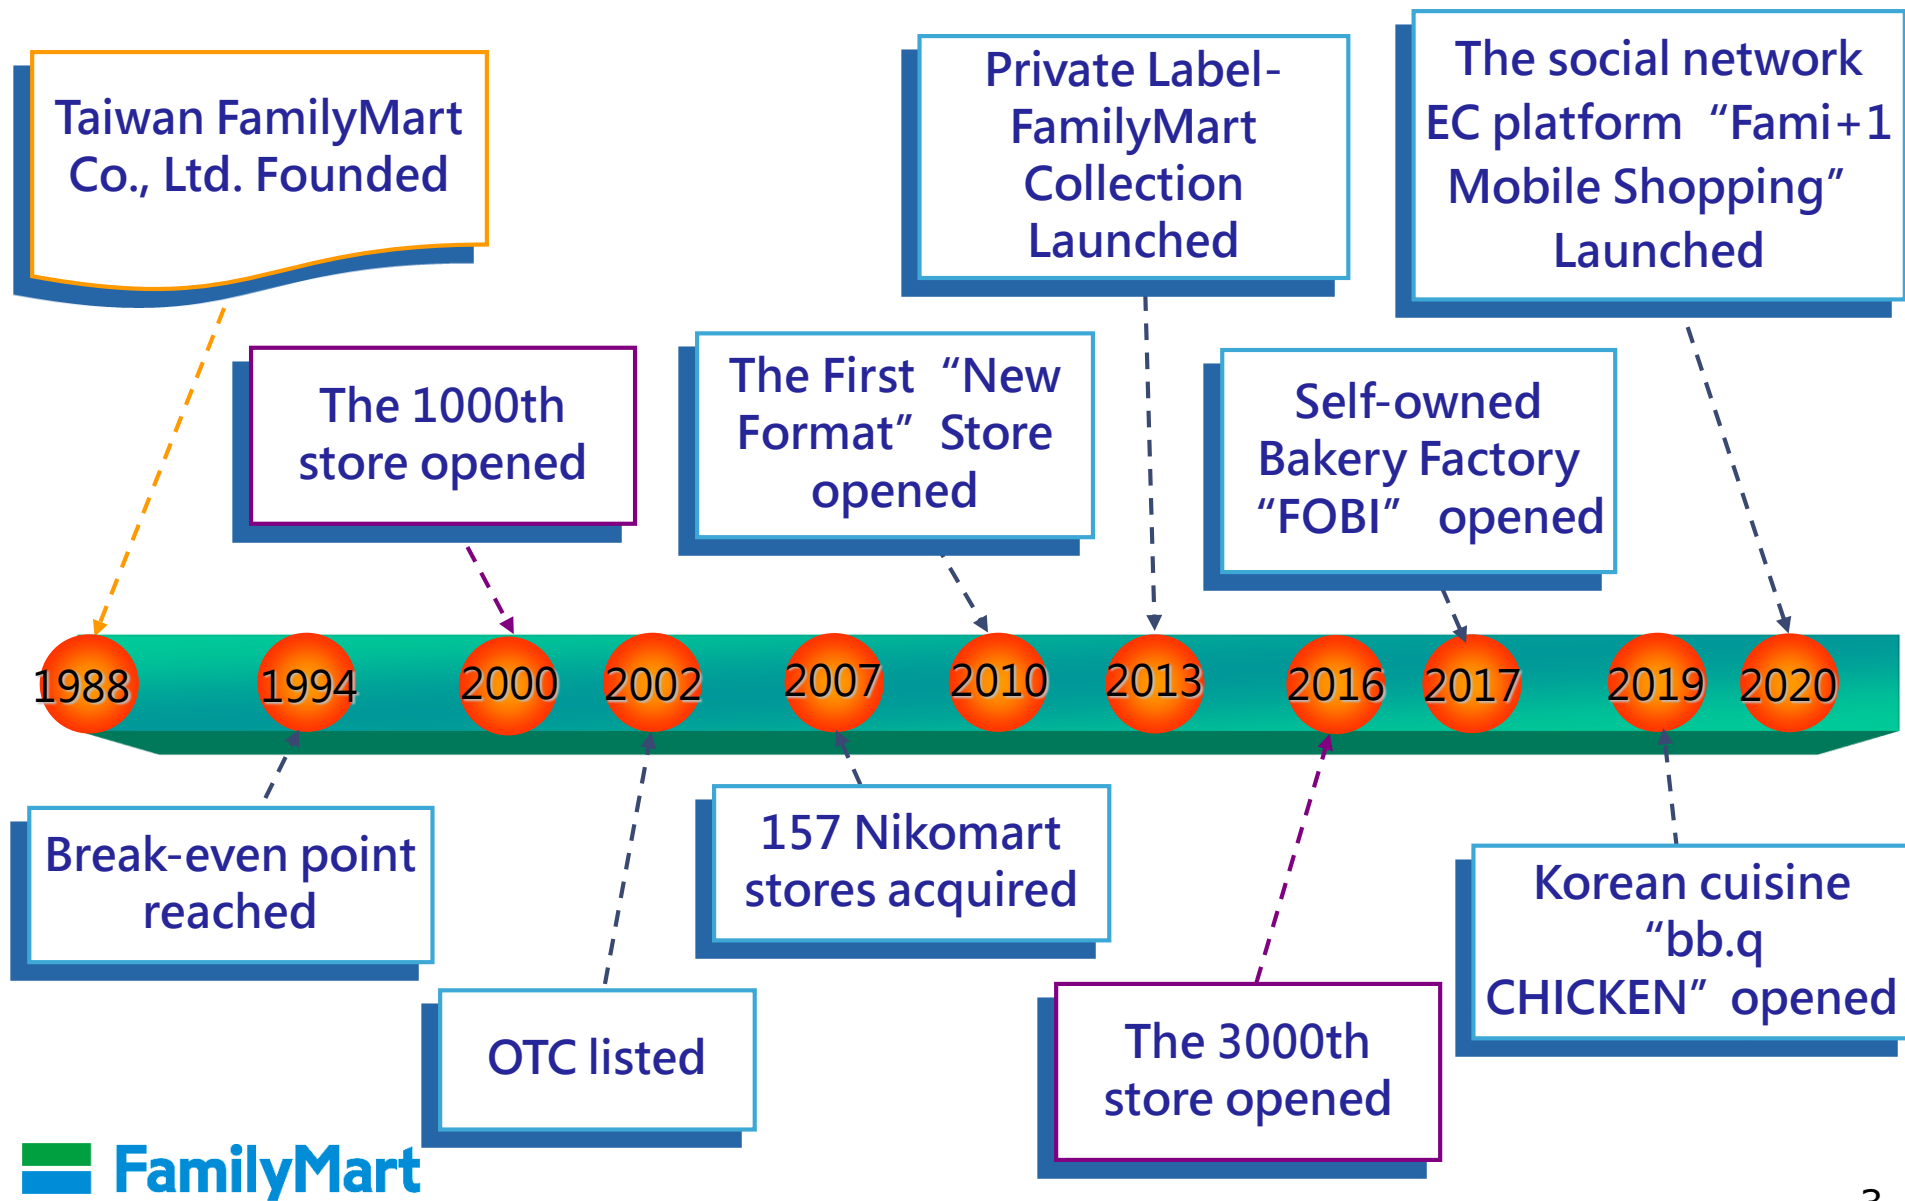 Taiwan FamilyMart
Co., Ltd. Founded
Private Label-
FamilyMart
Collection
Launched
The social network
EC platform “Fami+1
Mobile Shopping”
Launched
The 1000th
store opened
The First “New
Format” Store
opened
Self-owned
Bakery Factory
“FOBI” opened
1988
1994
2000
2002
2007
2010
2013
2016
2017
2019
2020
Break-even point
reached
157 Nikomart
stores acquired
Korean cuisine
“bb.q
CHICKEN” opened
OTC listed
The 3000th
store opened
FamilyMart
3